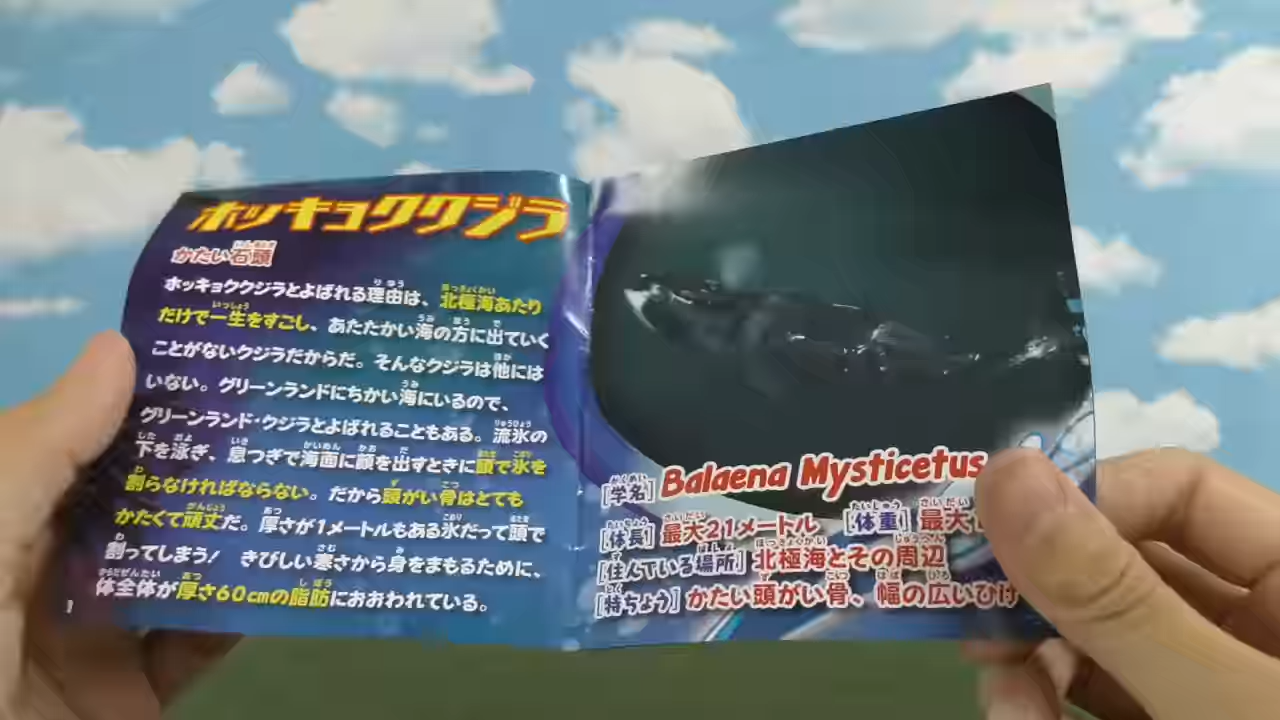 ホッキョククジラ
かたい石頭
ホッキョククジラとよばれる理由は、北極海あたり
だけで一生をすごし、あたたかい海の方に出ていく
ことがないクジラだからだ。そんなクジラは他には
いない。グリーンランドにちかい海にいるので、
グリーンランド・クジラとよばれることもある。流氷の
下を泳ぎ、息つぎで海面に顔を出すときに頭で氷を
割らなければならない。だから頭がい骨はとても
かたくて頑丈だ。厚さが1メートルもある氷だって頭で
割ってしまう! きびしい寒さから身をまもるために、
体全体が厚さ60cmの脂肪におおわれている。
[学名] Balaena Mysticetus
[体長] 最大21メートル [体重] 最大
[住んでいる場所] 北極海とその周辺
[特ちょう] かたい頭がい骨、幅の広いひげ